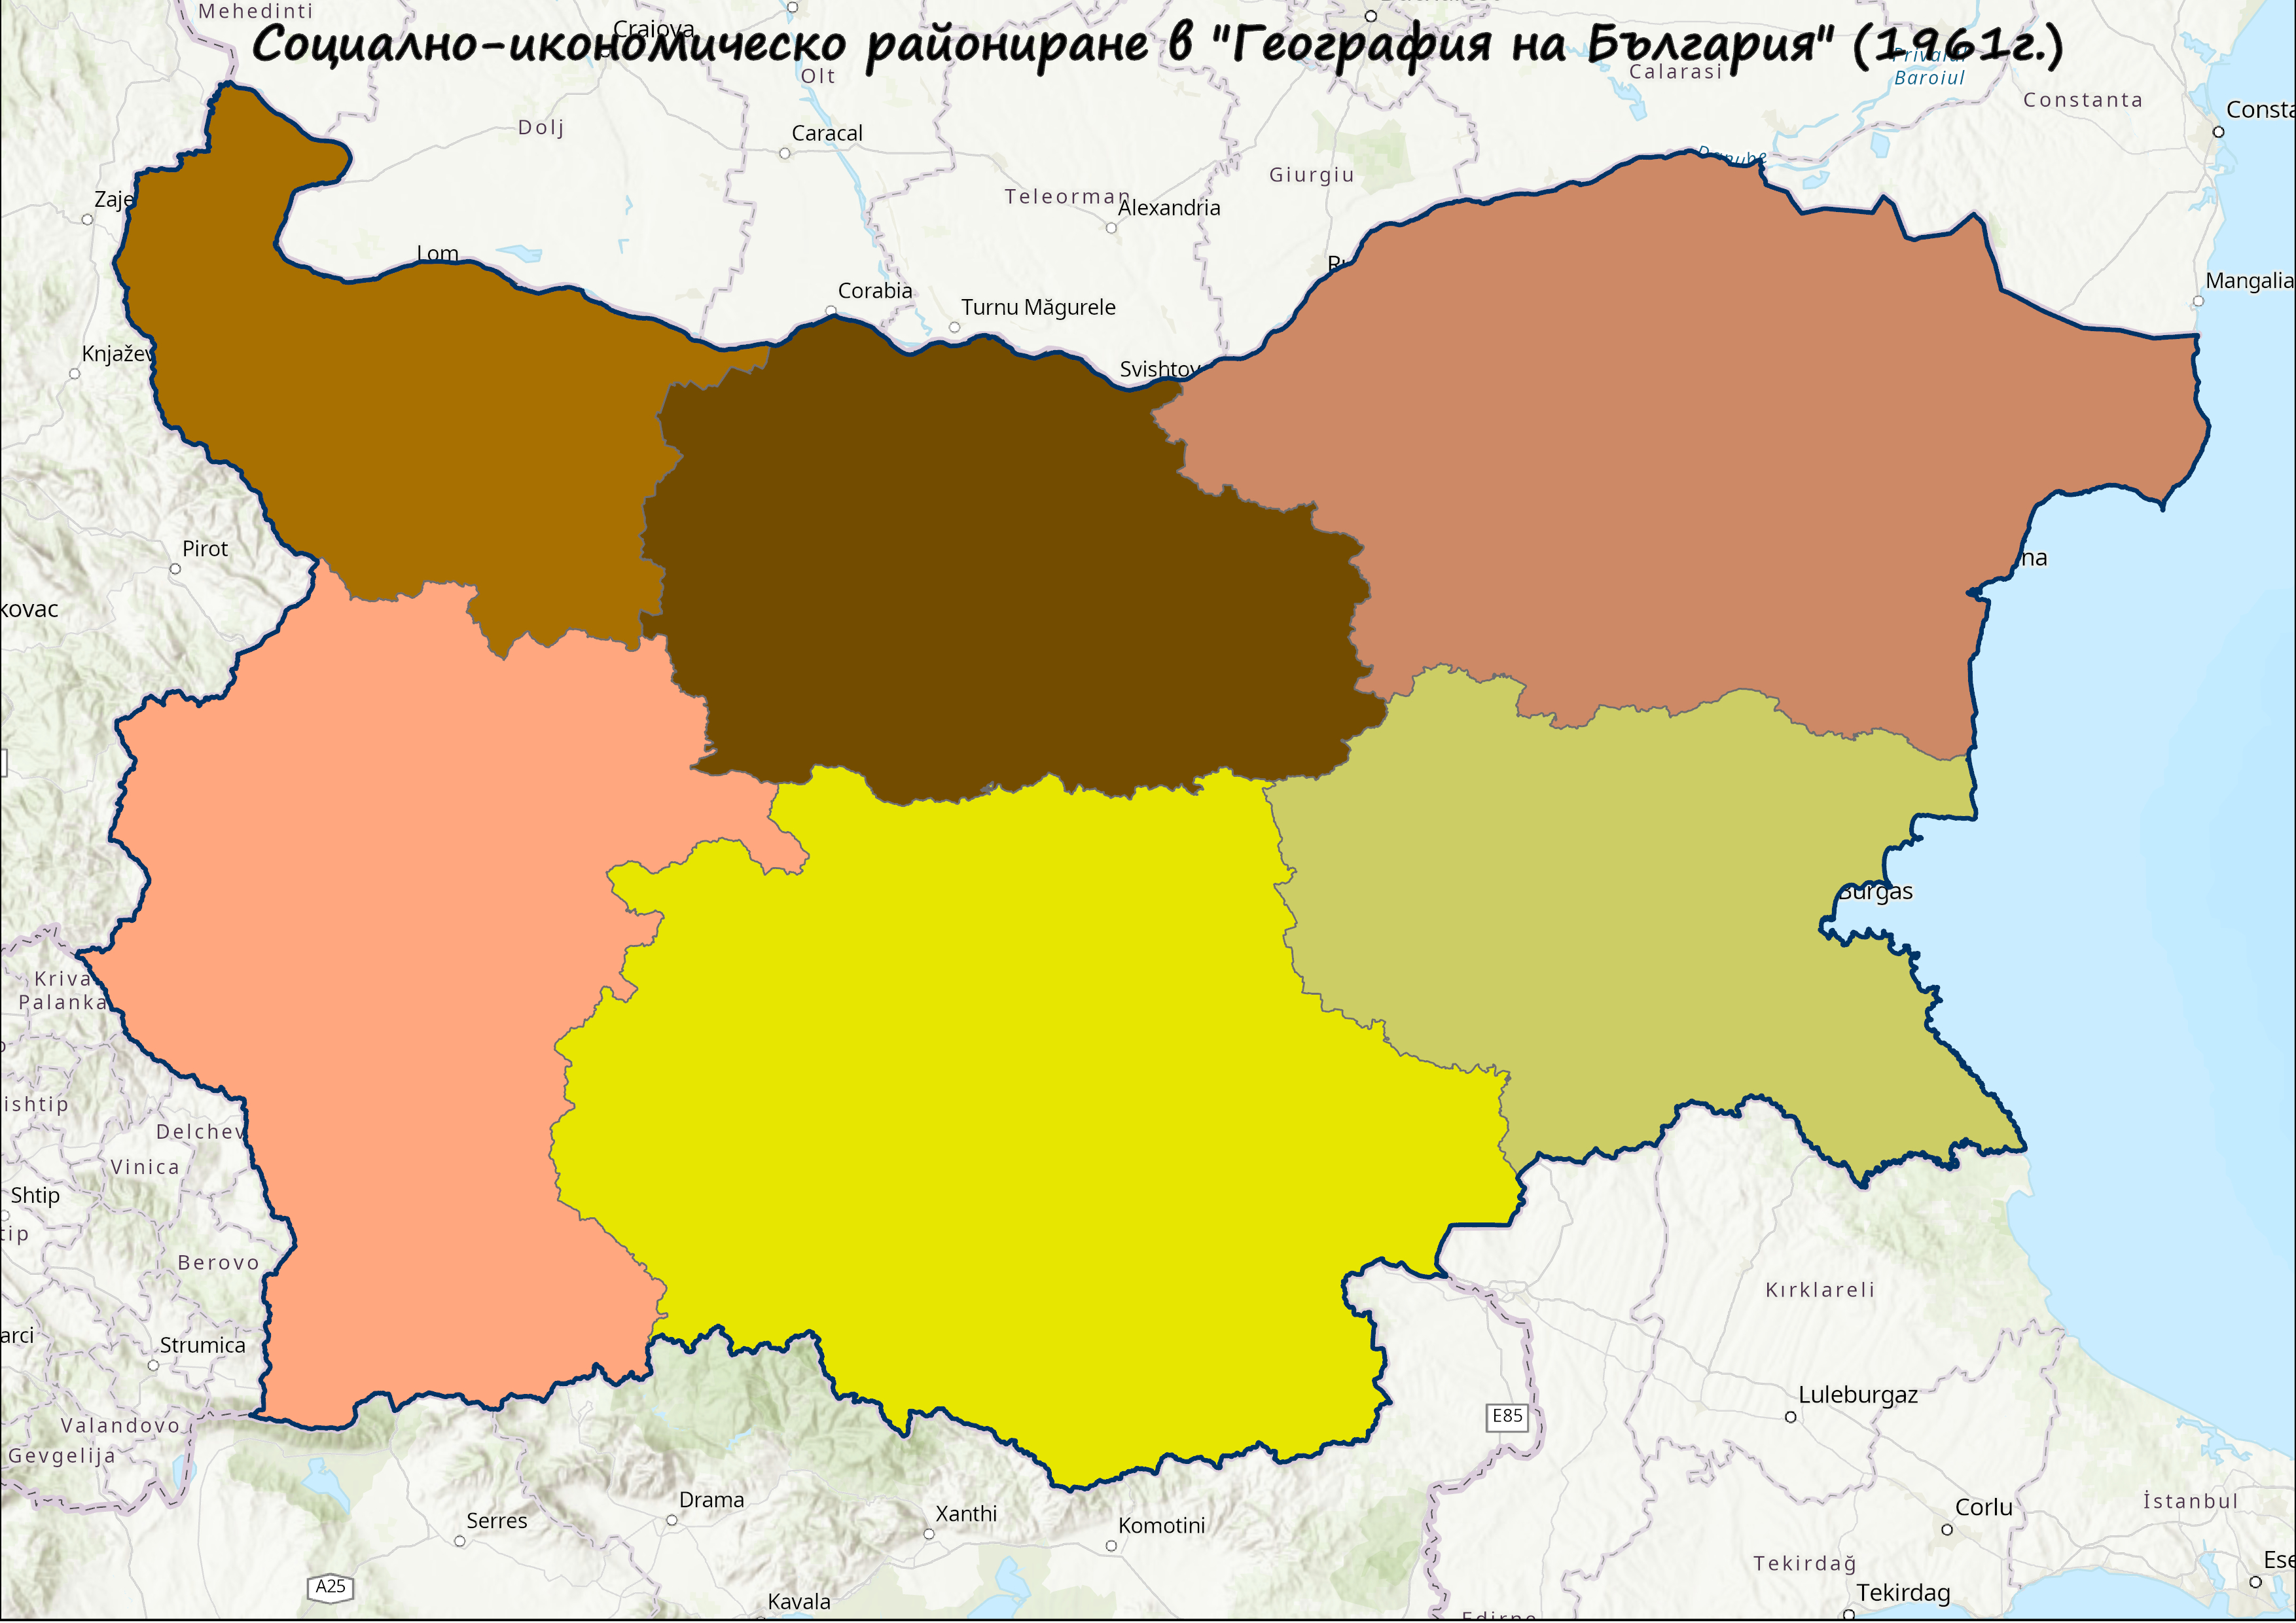 Mehedinti
Craiova
Социално-икономическо райониране в "География на България" (1961г.)
Olt
Calarasi
Baroiul
Constanta
Dolj
Caracal
Giurgiu
Danube
Zaje
Teleorman
Alexandria
Lom
Ru
Corabia
Turnu Măgurele
Mangalia
Knjažev
Svishtov
Pirot
na
kovac
Burgas
Kriva
Palanka
ishtip
Delchev
Vinica
Shtip
tip
Berovo
Kırklareli
arci
Strumica
Luleburgaz
E85
Valandovo
Gevgelija
Drama
Xanthi
Serres
Komotini
Corlu
İstanbul
Tekirdağ
Ese
A25
Kavala
Tekirdag
Edirne